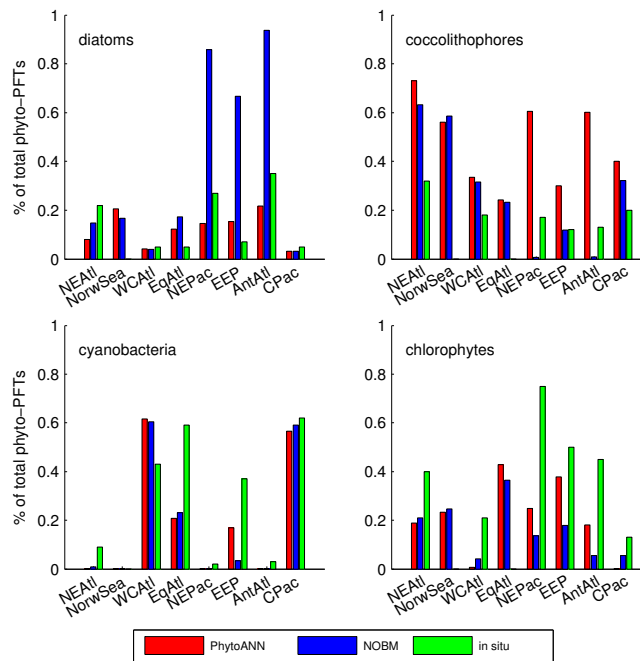 1
diatoms
0.8
0.6
0.4
0.2
0
% of total phyto−PFTs
NEAtl
NorwSea
WCAtl
EqAtl
NEPac
EEP
AntAtl
CPac
1
coccolithophores
0.8
0.6
0.4
0.2
0
NEAtl
NorwSea
WCAtl
EqAtl
NEPac
EEP
AntAtl
CPac
1
cyanobacteria
0.8
0.6
0.4
0.2
0
% of total phyto−PFTs
NEAtl
NorwSea
WCAtl
EqAtl
NEPac
EEP
AntAtl
CPac
1
chlorophytes
0.8
0.6
0.4
0.2
0
NEAtl
NorwSea
WCAtl
EqAtl
NEPac
EEP
AntAtl
CPac
PhytoANN
NOBM
in situ